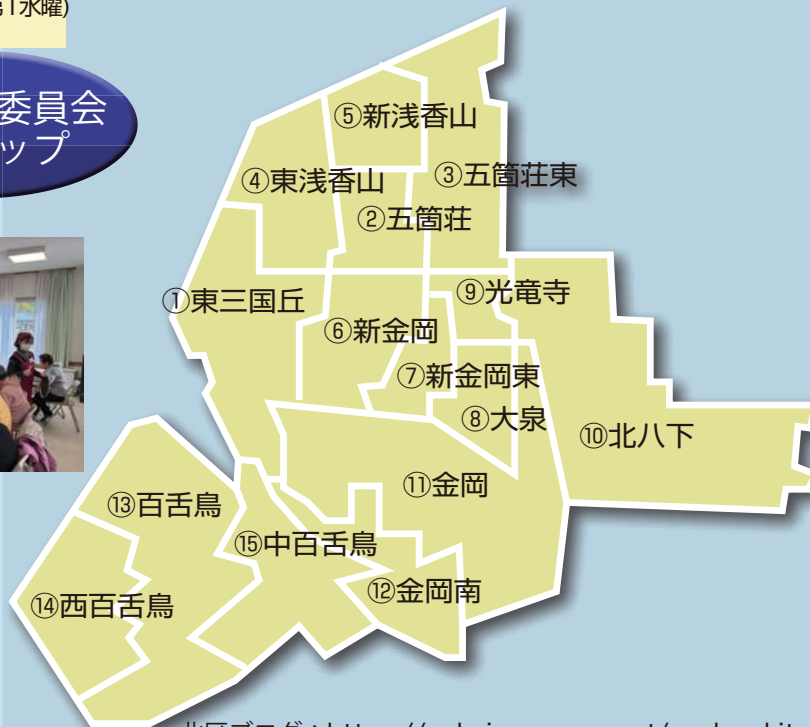 第1水曜)
委員会
ップ
⑤新浅香山
④東浅香山
③五箇荘東
②五箇荘
①東三国丘
⑨光竜寺
⑥新金岡
⑦新金岡東
⑧大泉
⑩北八下
⑪金岡
⑬百舌鳥
⑮中百舌鳥
⑫金岡南
⑭西百舌鳥